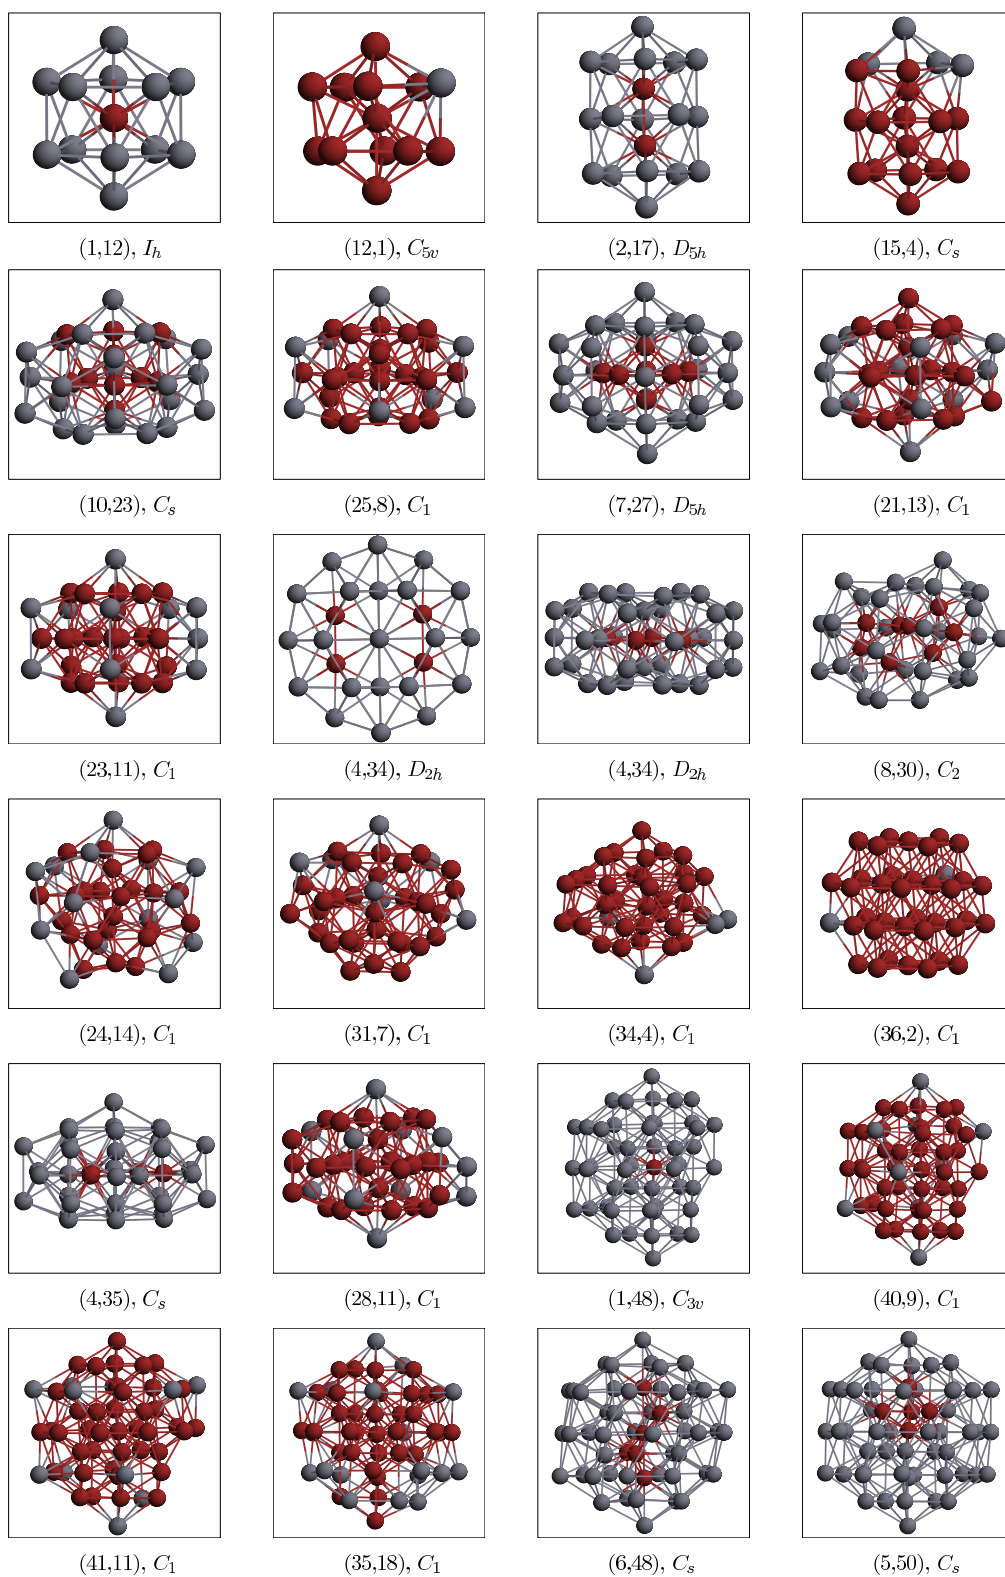 (1,12), I_h
(12,1), C_{5v}
(2,17), D_{5h}
(15,4), C_s
(10,23), C_s
(25,8), C_1
(7,27), D_{5h}
(21,13), C_1
(23,11), C_1
(4,34), D_{2h}
(4,34), D_{2h}
(8,30), C_2
(24,14), C_1
(31,7), C_1
(34,4), C_1
(36,2), C_1
(4,35), C_s
(28,11), C_1
(1,48), C_{3v}
(40,9), C_1
(41,11), C_1
(35,18), C_1
(6,48), C_s
(5,50), C_s